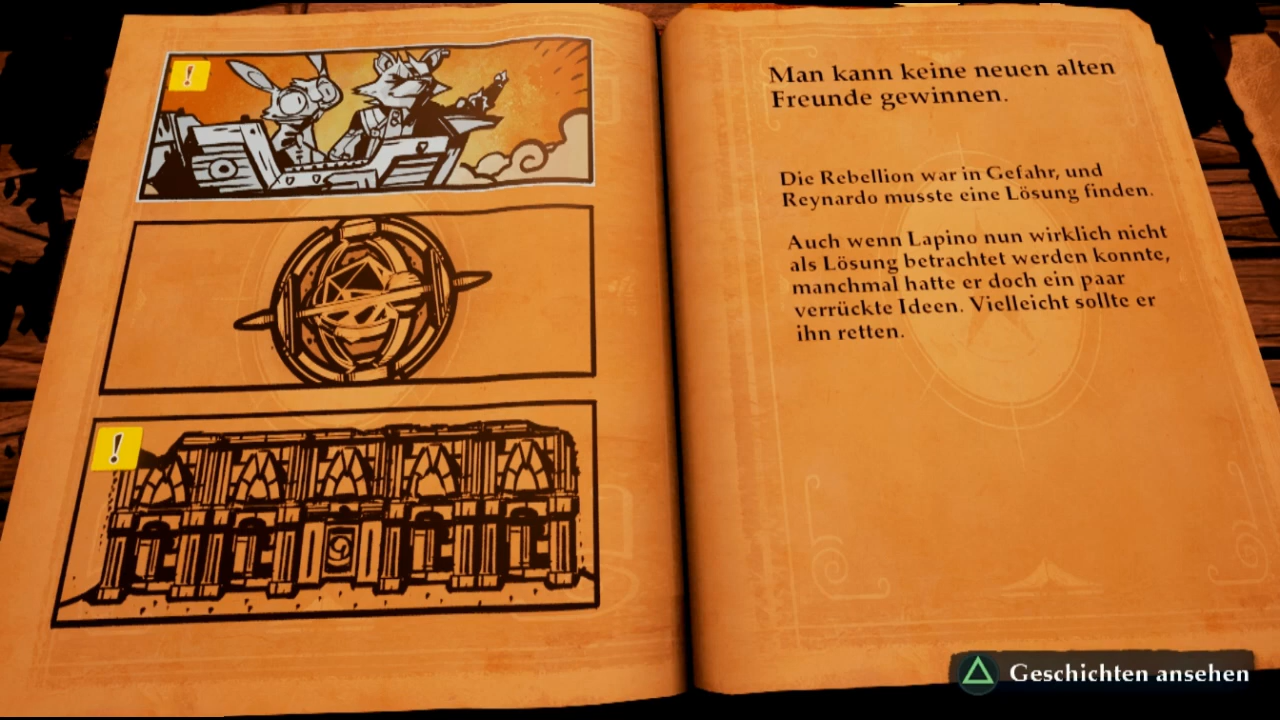 !
!
Man kann keine neuen alten
Freunde gewinnen.
Die Rebellion war in Gefahr, und
Reynardo musste eine Lösung finden.
Auch wenn Lapino nun wirklich nicht
als Lösung betrachtet werden konnte,
manchmal hatte er doch ein paar
verrückte Ideen. Vielleicht sollte er
ihn retten.
Geschichten ansehen